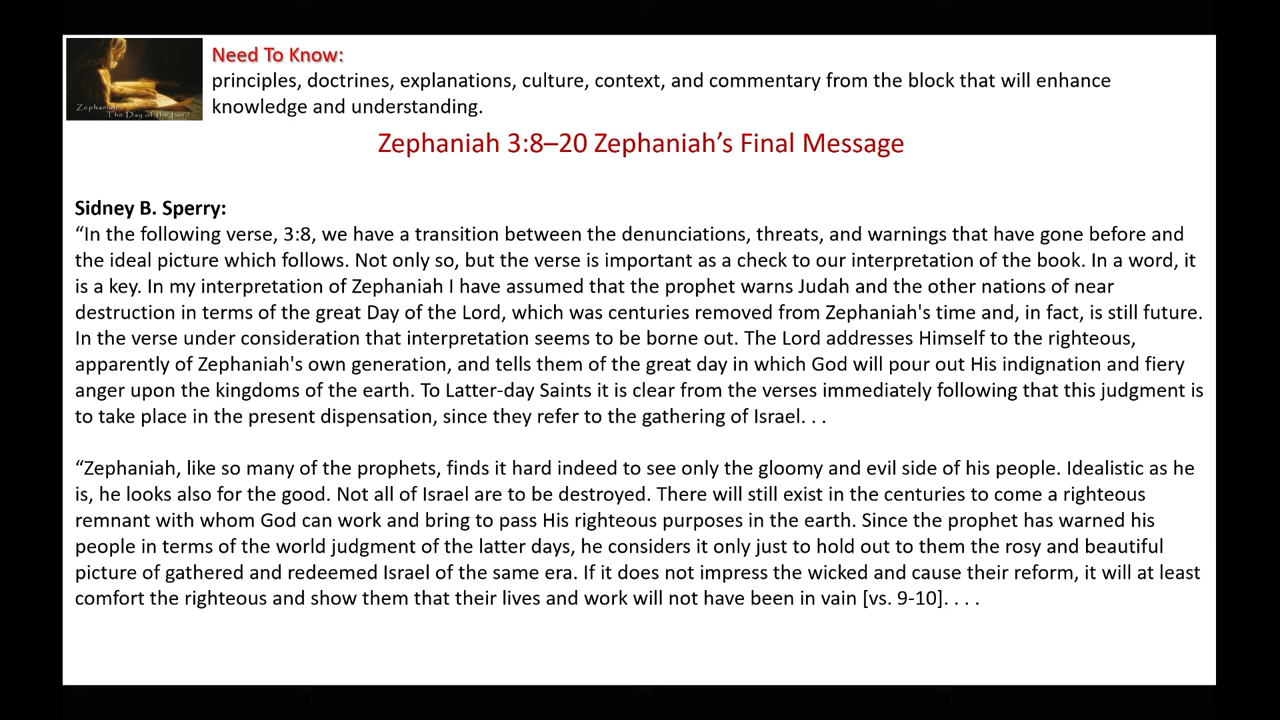 Need To Know:
principles, doctrines, explanations, culture, context, and commentary from the block that will enhance
knowledge and understanding.
Zephaniah
The Day of the Lord
Zephaniah 3:8–20 Zephaniah’s Final Message
Sidney B. Sperry:
“In the following verse, 3:8, we have a transition between the denunciations, threats, and warnings that have gone before and
the ideal picture which follows. Not only so, but the verse is important as a check to our interpretation of the book. In a word, it
is a key. In my interpretation of Zephaniah I have assumed that the prophet warns Judah and the other nations of near
destruction in terms of the great Day of the Lord, which was centuries removed from Zephaniah's time and, in fact, is still future.
In the verse under consideration that interpretation seems to be borne out. The Lord addresses Himself to the righteous,
apparently of Zephaniah's own generation, and tells them of the great day in which God will pour out His indignation and fiery
anger upon the kingdoms of the earth. To Latter-day Saints it is clear from the verses immediately following that this judgment is
to take place in the present dispensation, since they refer to the gathering of Israel. . .
“Zephaniah, like so many of the prophets, finds it hard indeed to see only the gloomy and evil side of his people. Idealistic as he
is, he looks also for the good. Not all of Israel are to be destroyed. There will still exist in the centuries to come a righteous
remnant with whom God can work and bring to pass His righteous purposes in the earth. Since the prophet has warned his
people in terms of the world judgment of the latter days, he considers it only just to hold out to them the rosy and beautiful
picture of gathered and redeemed Israel of the same era. If it does not impress the wicked and cause their reform, it will at least
comfort the righteous and show them that their lives and work will not have been in vain [vs. 9-10]. . . .